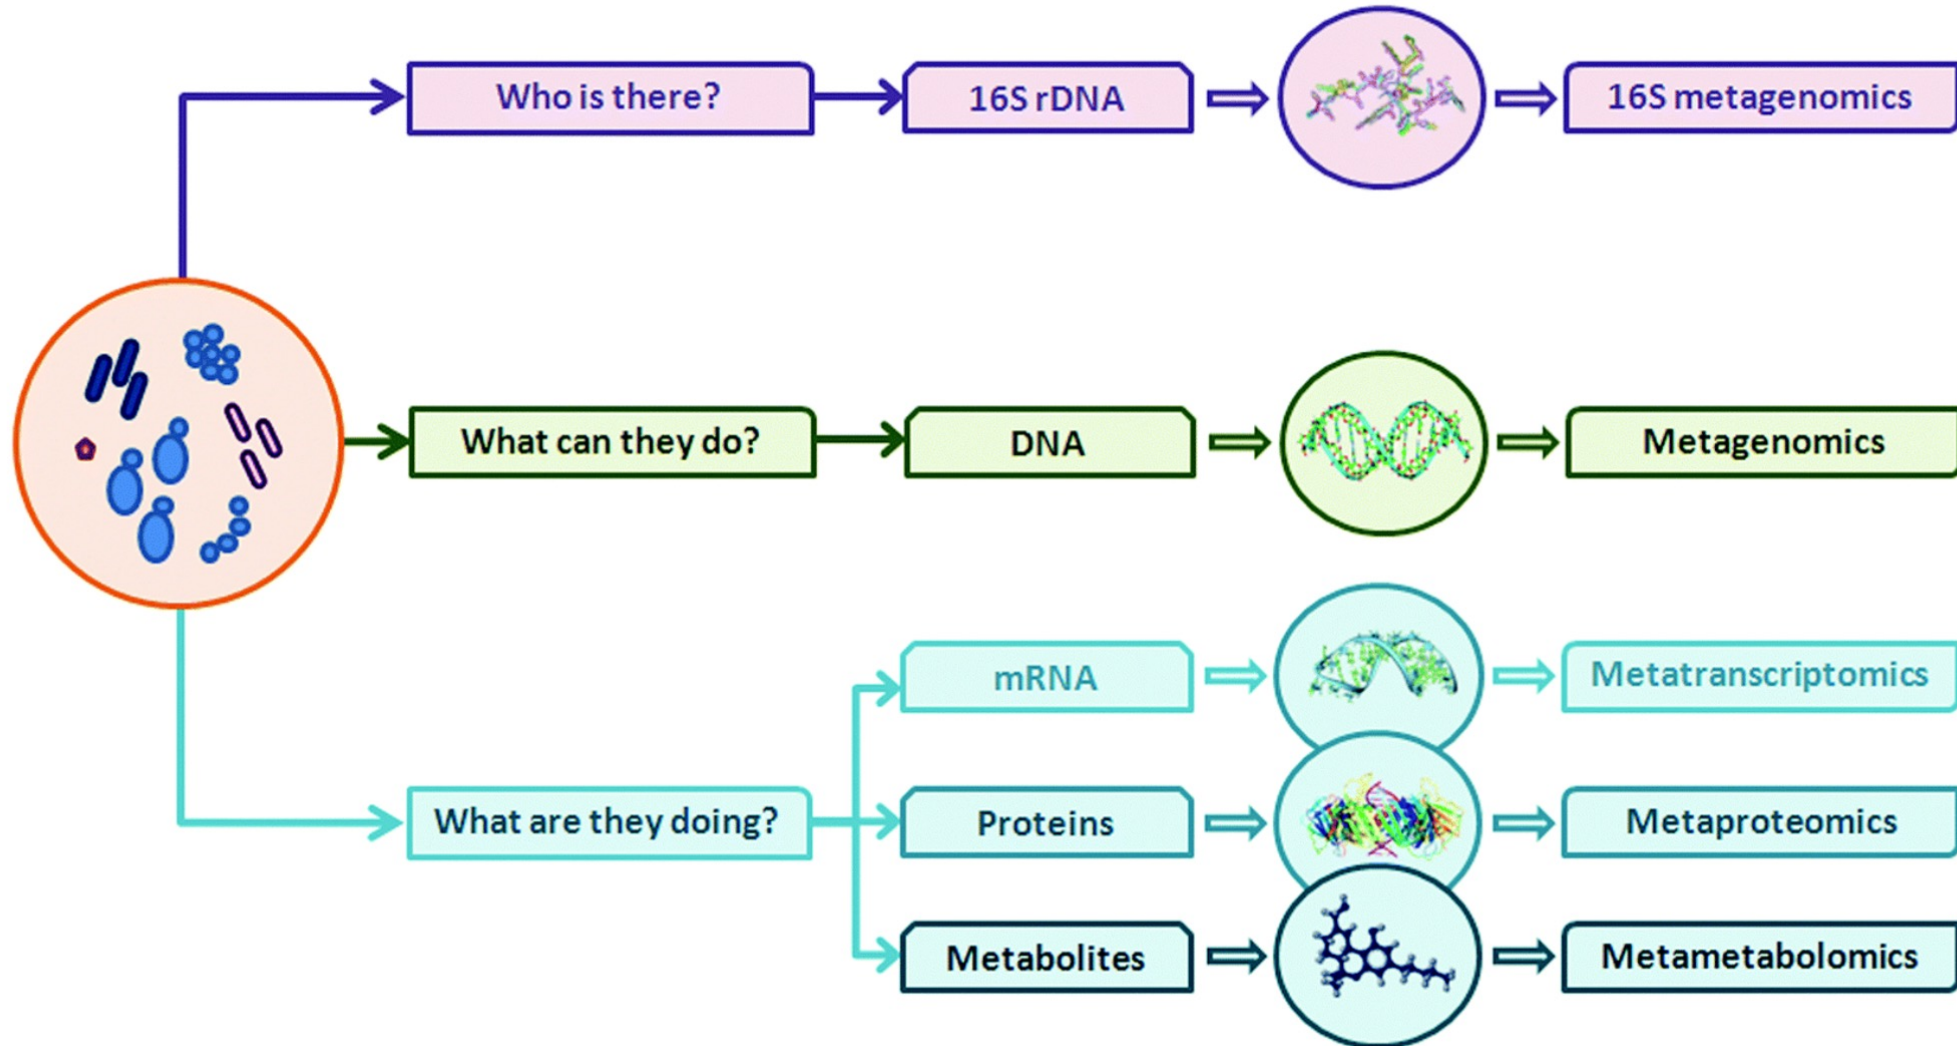 Who is there?
16S rDNA
16S metagenomics
What can they do?
DNA
Metagenomics
mRNA
Metatranscriptomics
What are they doing?
Proteins
Metaproteomics
Metabolites
Metametabolomics